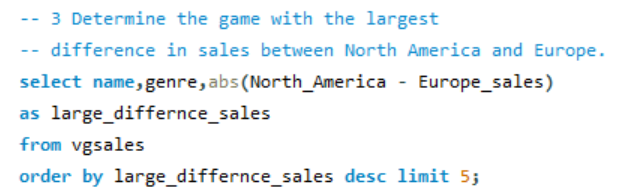 -- 3 Determine the game with the largest
-- difference in sales between North America and Europe.
select name,genre,abs(North_America - Europe_sales)
as large_differnce_sales
from vgsales
order by large_differnce_sales desc limit 5;